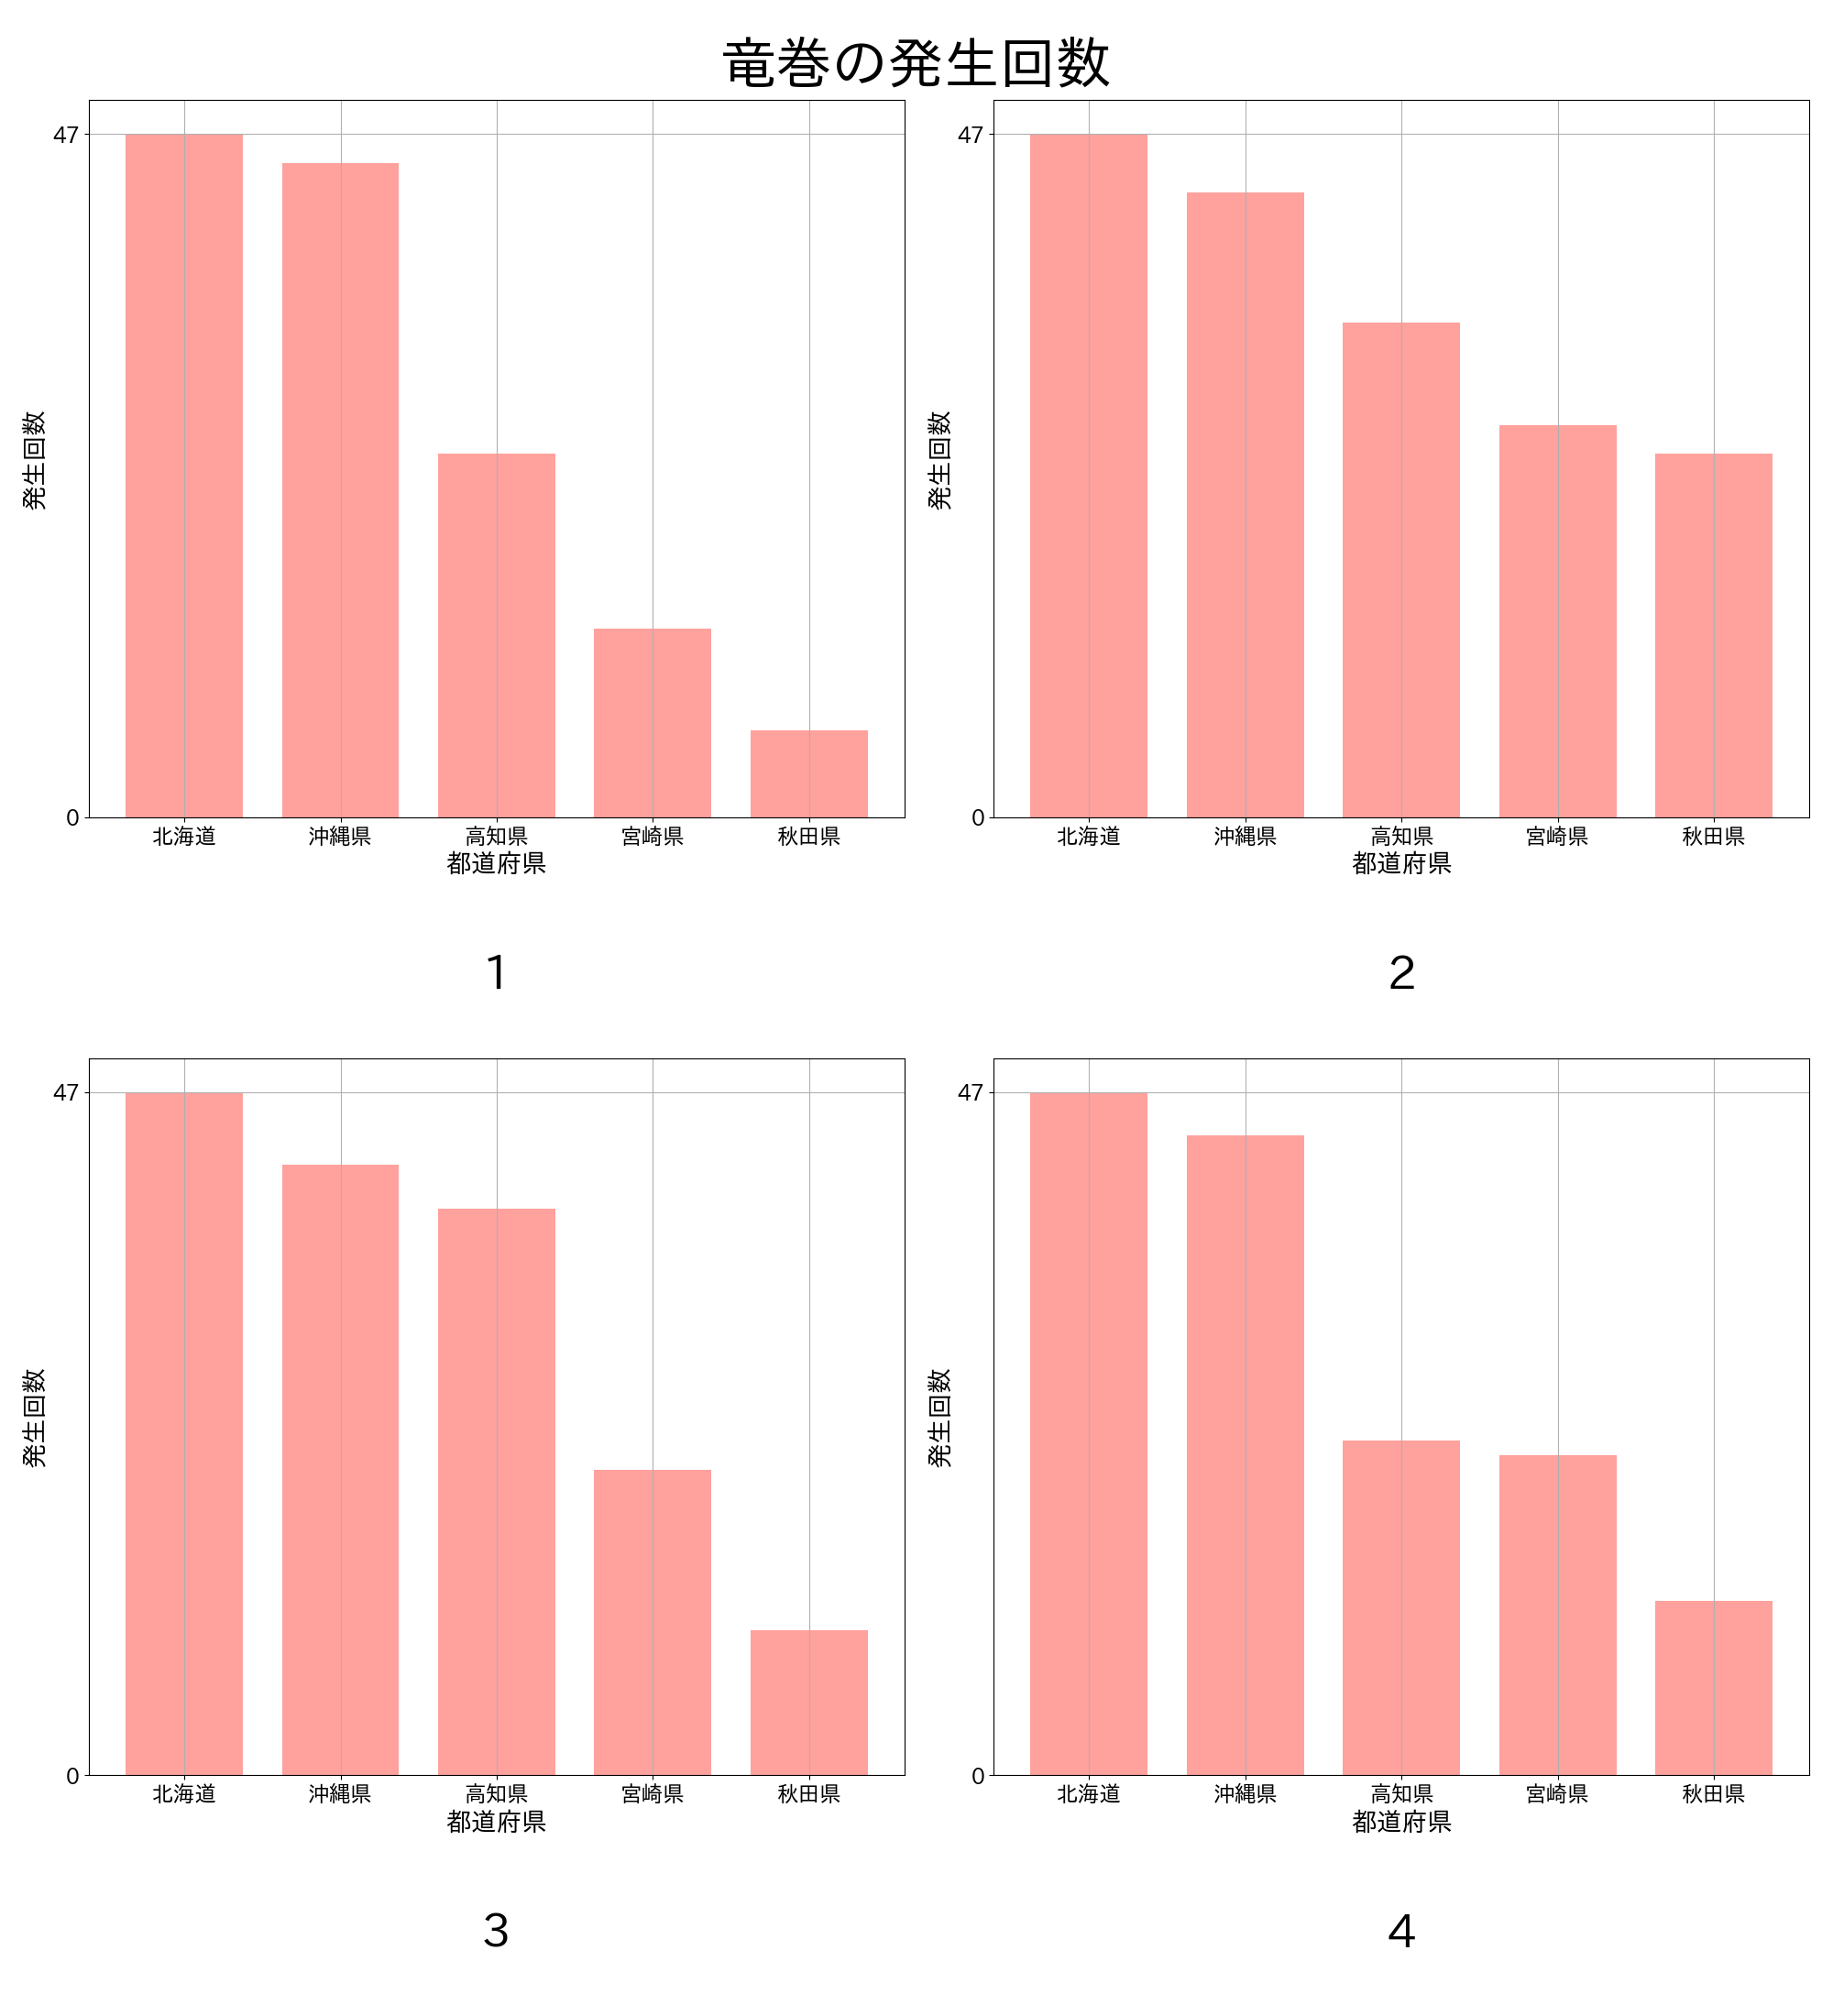 竜巻の発生回数
47
0
発生回数
北海道 沖縄県 高知県 宮崎県 秋田県
都道府県
1
47
0
発生回数
北海道 沖縄県 高知県 宮崎県 秋田県
都道府県
2
47
0
発生回数
北海道 沖縄県 高知県 宮崎県 秋田県
都道府県
3
47
0
発生回数
北海道 沖縄県 高知県 宮崎県 秋田県
都道府県
4